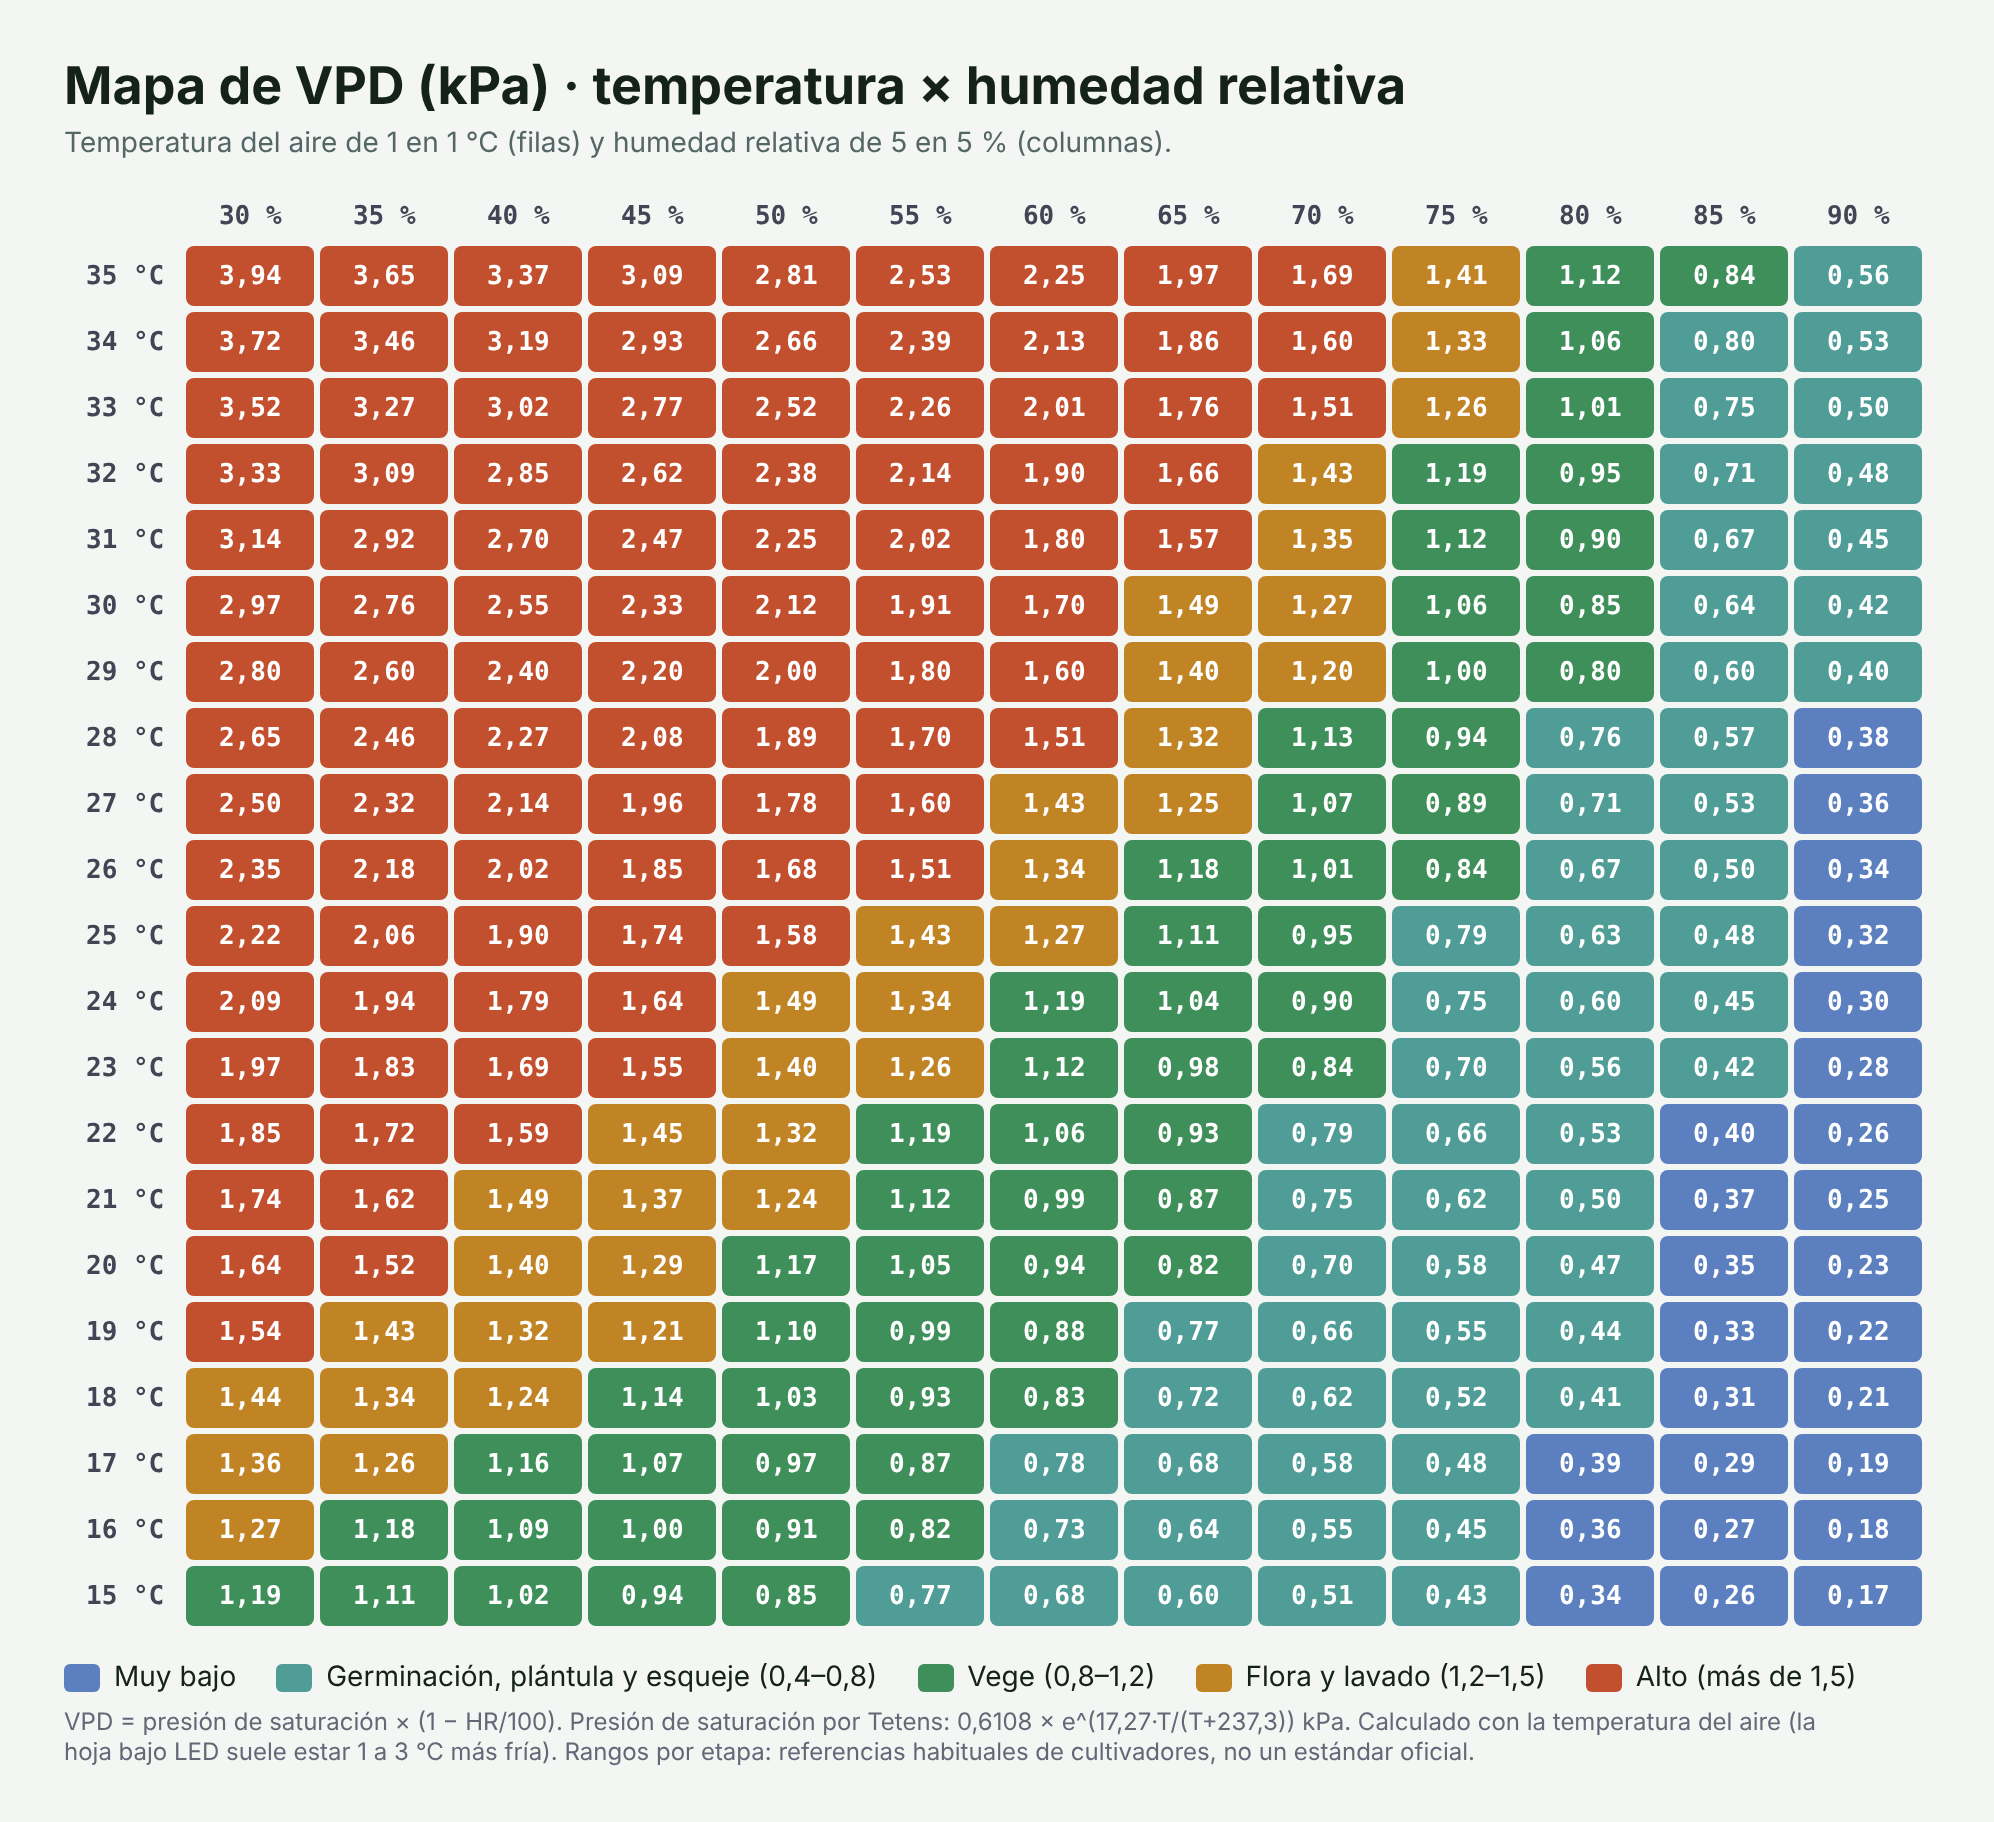 Mapa de VPD (kPa) · temperatura × humedad relativa
Temperatura del aire de 1 en 1 °C (filas) y humedad relativa de 5 en 5 % (columnas).
30 % 35 % 40 % 45 % 50 % 55 % 60 % 65 % 70 % 75 % 80 % 85 % 90 %
35 °C 3,94 3,65 3,37 3,09 2,81 2,53 2,25 1,97 1,69 1,41 1,12 0,84 0,56
34 °C 3,72 3,46 3,19 2,93 2,66 2,39 2,13 1,86 1,60 1,33 1,06 0,80 0,53
33 °C 3,52 3,27 3,02 2,77 2,52 2,26 2,01 1,76 1,51 1,26 1,01 0,75 0,50
32 °C 3,33 3,09 2,85 2,62 2,38 2,14 1,90 1,66 1,43 1,19 0,95 0,71 0,48
31 °C 3,14 2,92 2,70 2,47 2,25 2,02 1,80 1,57 1,35 1,12 0,90 0,67 0,45
30 °C 2,97 2,76 2,55 2,33 2,12 1,91 1,70 1,49 1,27 1,06 0,85 0,64 0,42
29 °C 2,80 2,60 2,40 2,20 2,00 1,80 1,60 1,40 1,20 1,00 0,80 0,60 0,40
28 °C 2,65 2,46 2,27 2,08 1,89 1,70 1,51 1,32 1,13 0,94 0,76 0,57 0,38
27 °C 2,50 2,32 2,14 1,96 1,78 1,60 1,43 1,25 1,07 0,89 0,71 0,53 0,36
26 °C 2,35 2,18 2,02 1,85 1,68 1,51 1,34 1,18 1,01 0,84 0,67 0,50 0,34
25 °C 2,22 2,06 1,90 1,74 1,58 1,43 1,27 1,11 0,95 0,79 0,63 0,48 0,32
24 °C 2,09 1,94 1,79 1,64 1,49 1,34 1,19 1,04 0,90 0,75 0,60 0,45 0,30
23 °C 1,97 1,83 1,69 1,55 1,40 1,26 1,12 0,98 0,84 0,70 0,56 0,42 0,28
22 °C 1,85 1,72 1,59 1,45 1,32 1,19 1,06 0,93 0,79 0,66 0,53 0,40 0,26
21 °C 1,74 1,62 1,49 1,37 1,24 1,12 0,99 0,87 0,75 0,62 0,50 0,37 0,25
20 °C 1,64 1,52 1,40 1,29 1,17 1,05 0,94 0,82 0,70 0,58 0,47 0,35 0,23
19 °C 1,54 1,43 1,32 1,21 1,10 0,99 0,88 0,77 0,66 0,55 0,44 0,33 0,22
18 °C 1,44 1,34 1,24 1,14 1,03 0,93 0,83 0,72 0,62 0,52 0,41 0,31 0,21
17 °C 1,36 1,26 1,16 1,07 0,97 0,87 0,78 0,68 0,58 0,48 0,39 0,29 0,19
16 °C 1,27 1,18 1,09 1,00 0,91 0,82 0,73 0,64 0,55 0,45 0,36 0,27 0,18
15 °C 1,19 1,11 1,02 0,94 0,85 0,77 0,68 0,60 0,51 0,43 0,34 0,26 0,17
Muy bajo Germinación, plántula y esqueje (0,4–0,8) Vege (0,8–1,2) Flora y lavado (1,2–1,5) Alto (más de 1,5)
VPD = presión de saturación × (1 − HR/100). Presión de saturación por Tetens: 0,6108 × e^(17,27·T/(T+237,3)) kPa. Calculado con la temperatura del aire (la
hoja bajo LED suele estar 1 a 3 °C más fría). Rangos por etapa: referencias habituales de cultivadores, no un estándar oficial.